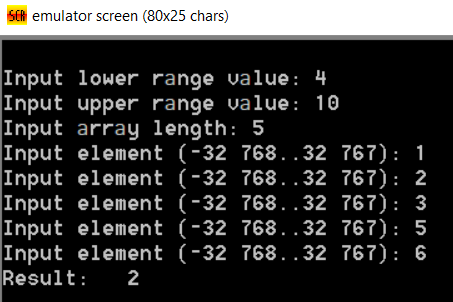 SCR emulator screen (80x25 chars)
Input lower range value: 4
Input upper range value: 10
Input array length: 5
Input element (-32 768..32 767): 1
Input element (-32 768..32 767): 2
Input element (-32 768..32 767): 3
Input element (-32 768..32 767): 5
Input element (-32 768..32 767): 6
Result:   2